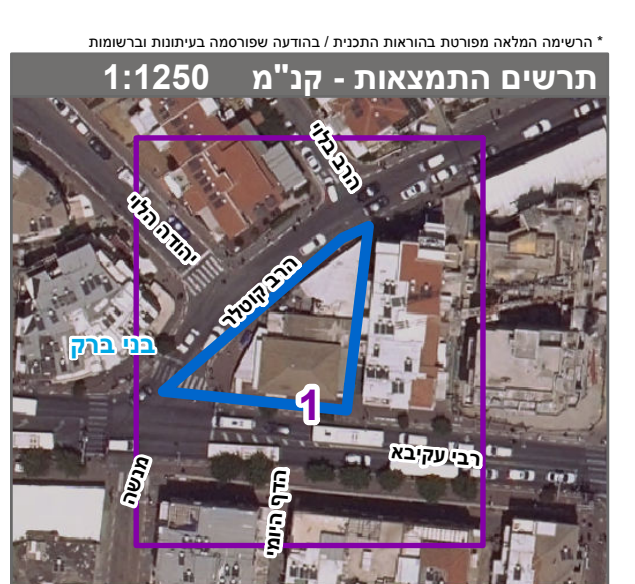 * הרשימה המלאה מפורטת בהוראות התכנית / בהודעה שפורסמה בעיתונות וברשומות
תרשים התמצאות - קנ"מ 1:1250
הרב בלוי
יהודה הלוי
הרב קוטלר
בני ברק
1
רבי עקיבא
מנשה
הדף היומי